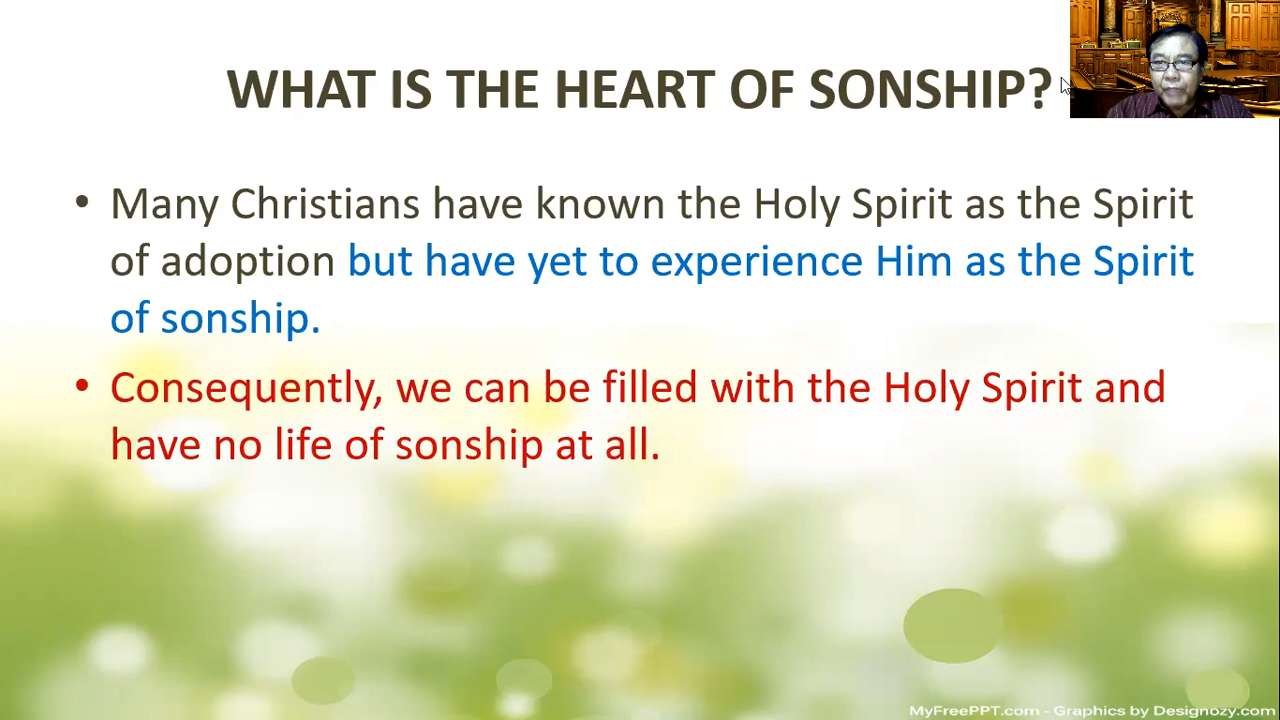 WHAT IS THE HEART OF SONSHIP?
• Many Christians have known the Holy Spirit as the Spirit
of adoption but have yet to experience Him as the Spirit
of sonship.
• Consequently, we can be filled with the Holy Spirit and
have no life of sonship at all.
MyFreePPT.com - Graphics by Designozy.com